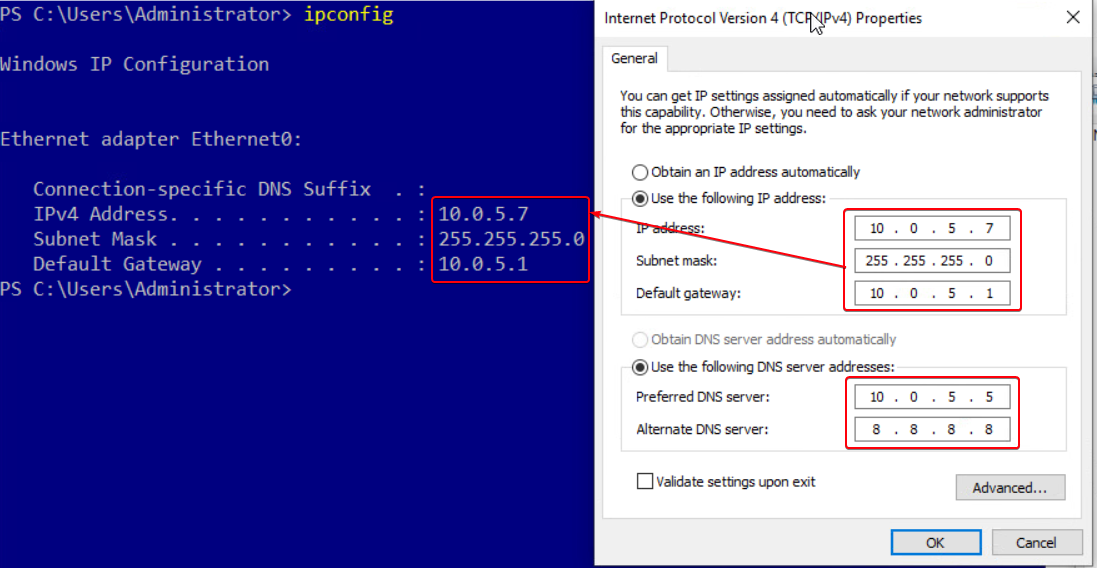 PS C:\Users\Administrator> ipconfig
Windows IP Configuration
Ethernet adapter Ethernet0:
Connection-specific DNS Suffix . :
IPv4 Address. . . . . . . . . . . : 10.0.5.7
Subnet Mask . . . . . . . . . . . : 255.255.255.0
Default Gateway . . . . . . . . . : 10.0.5.1
PS C:\Users\Administrator>
Internet Protocol Version 4 (TCP/IPv4) Properties
General
You can get IP settings assigned automatically if your network supports
this capability. Otherwise, you need to ask your network administrator
for the appropriate IP settings.
Obtain an IP address automatically
Use the following IP address:
IP address: 10 . 0 . 5 . 7
Subnet mask: 255 . 255 . 255 . 0
Default gateway: 10 . 0 . 5 . 1
Obtain DNS server address automatically
Use the following DNS server addresses:
Preferred DNS server: 10 . 0 . 5 . 5
Alternate DNS server: 8 . 8 . 8 . 8
Validate settings upon exit
Advanced...
OK Cancel